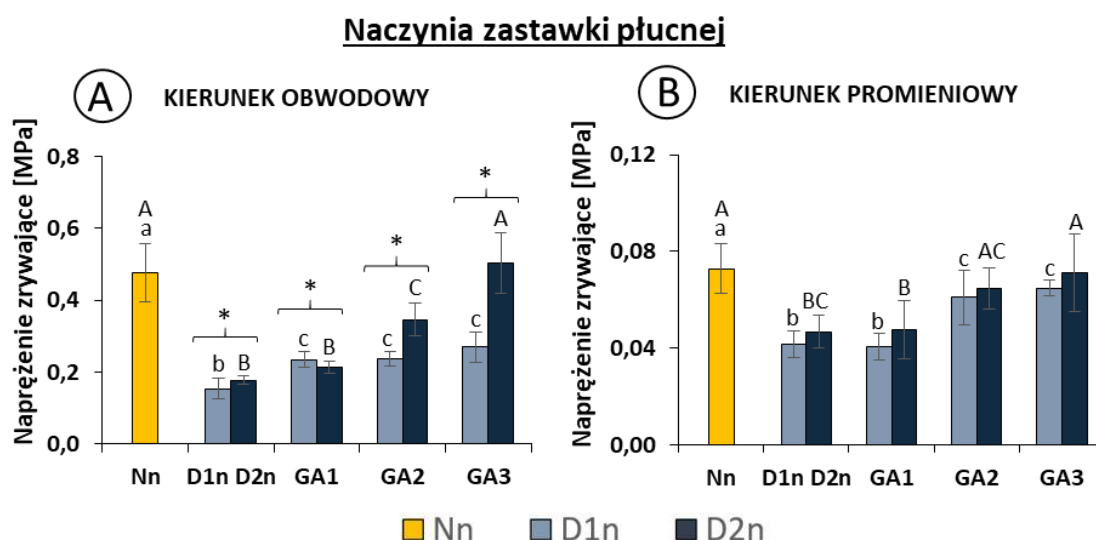 Naczynia zastawki płucnej
A KIERUNEK OBWODOWY
Naprężenie zrywające [MPa]
0,8
0,6
0,4
0,2
0,0
A
a
*
b B
*
c B
*
c C
*
c A
Nn D1n D2n GA1 GA2 GA3
B KIERUNEK PROMIENIOWY
Naprężenie zrywające [MPa]
0,12
0,08
0,04
0,00
A
a
b BC
b B
c AC
c A
Nn D1n D2n GA1 GA2 GA3
Nn D1n D2n